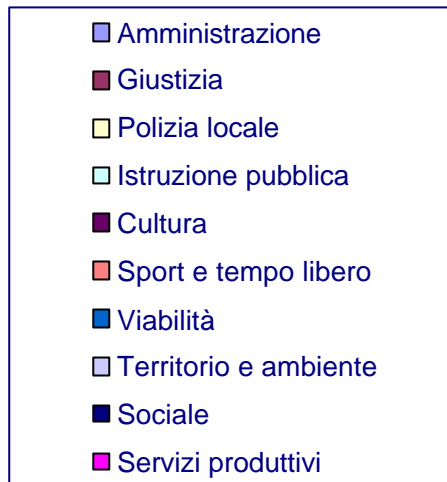 Amministrazione
Giustizia
Polizia locale
Istruzione pubblica
Cultura
Sport e tempo libero
Viabilità
Territorio e ambiente
Sociale
Servizi produttivi